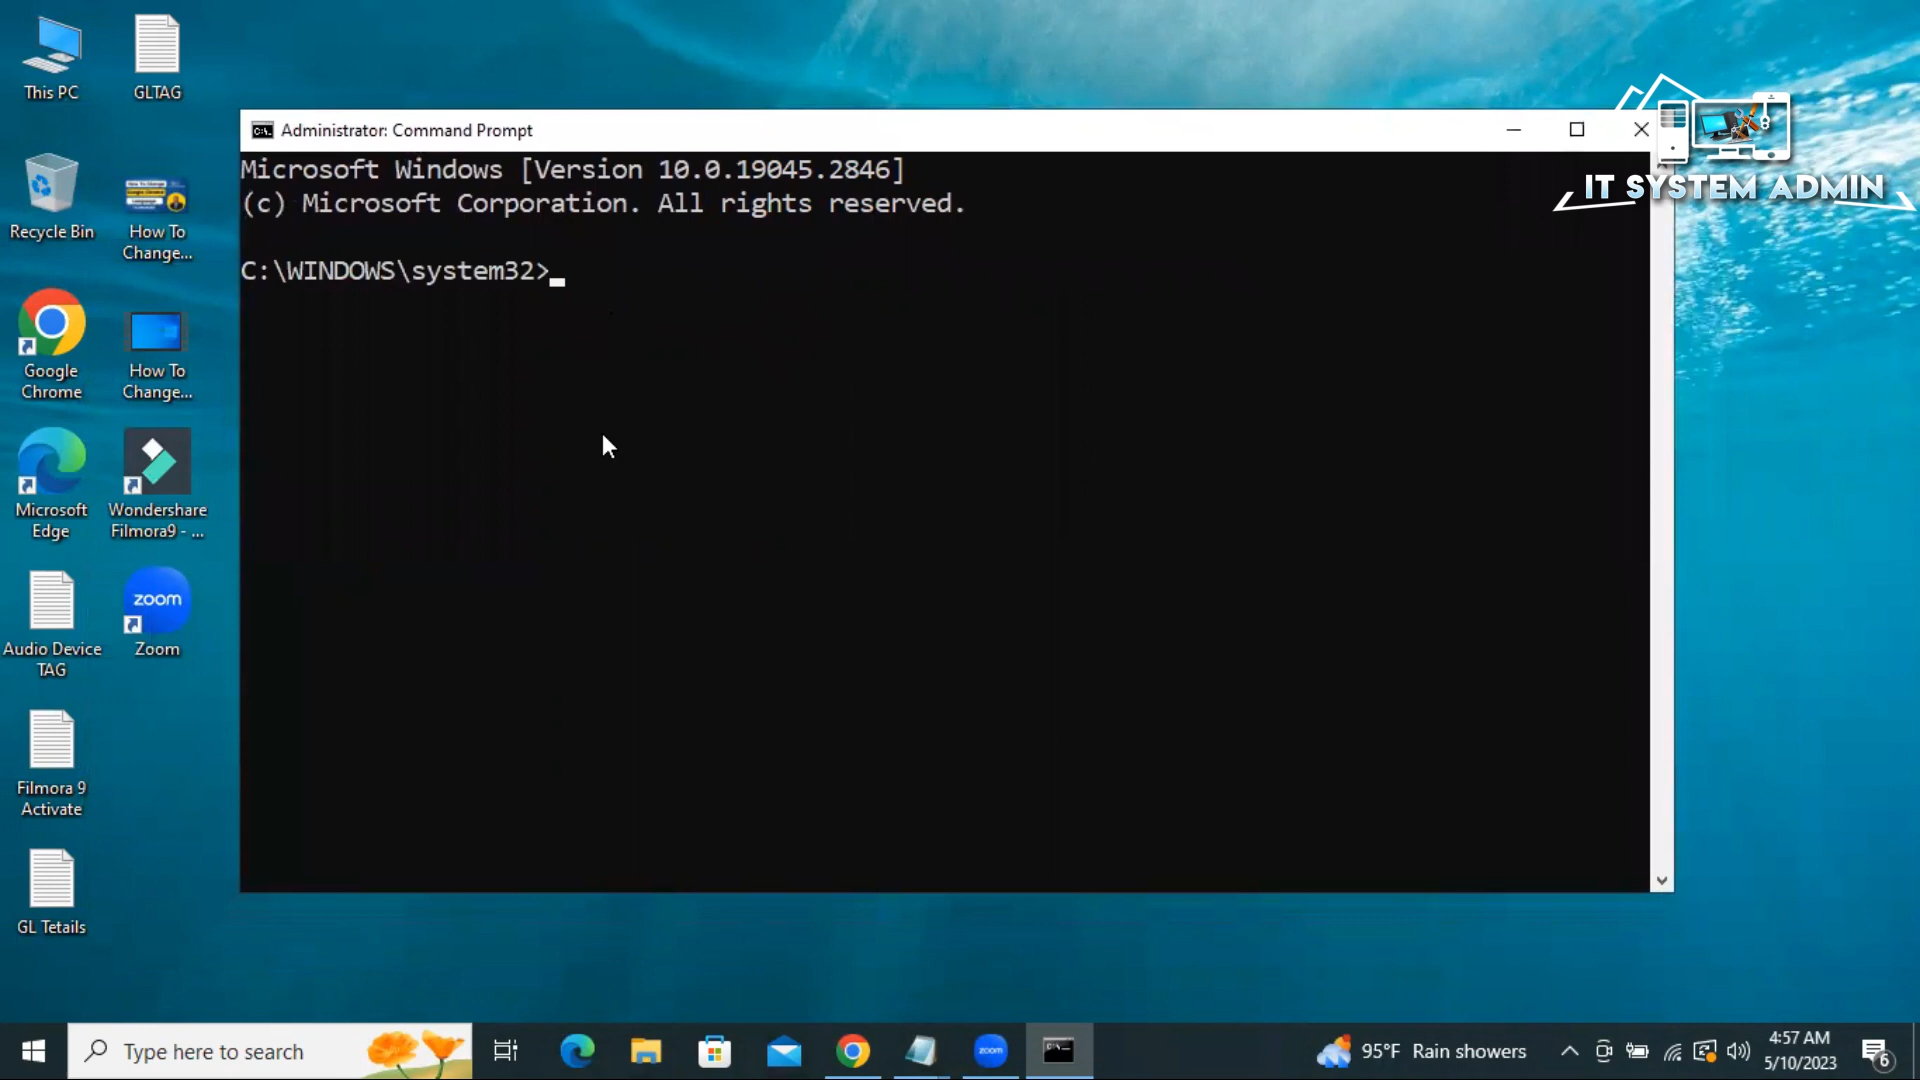 This PC
GLTAG
Recycle Bin
How To
Change...
Google
Chrome
How To
Change...
Microsoft
Edge
Wondershare
Filmora9 - ...
Audio Device
TAG
zoom
Zoom
Filmora 9
Activate
GL Tetails
Administrator: Command Prompt
Microsoft Windows [Version 10.0.19045.2846]
(c) Microsoft Corporation. All rights reserved.
C:\WINDOWS\system32>
IT SYSTEM ADMIN
Type here to search
zoom
95°F Rain showers
4:57 AM
5/10/2023
6